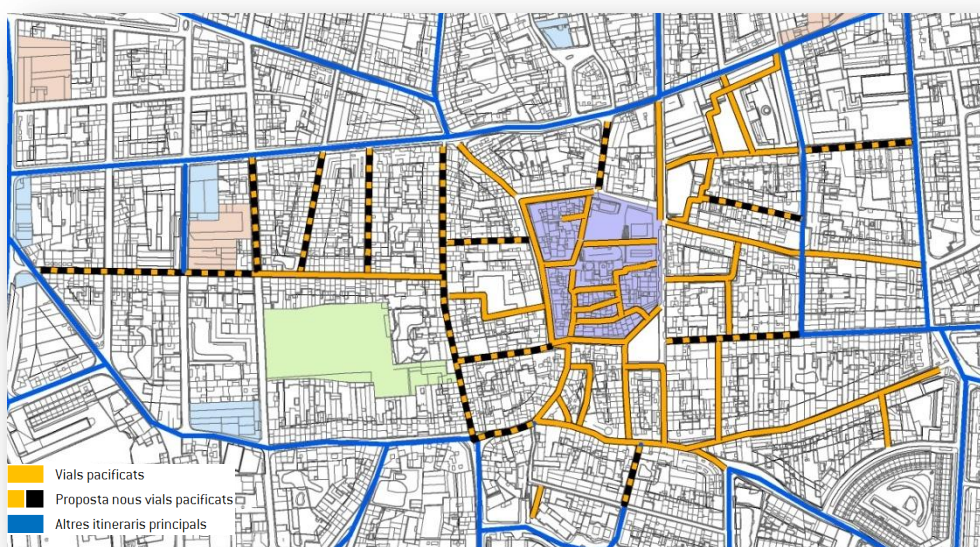 Vials pacificats
Proposta nous vials pacificats
Altres itineraris principals